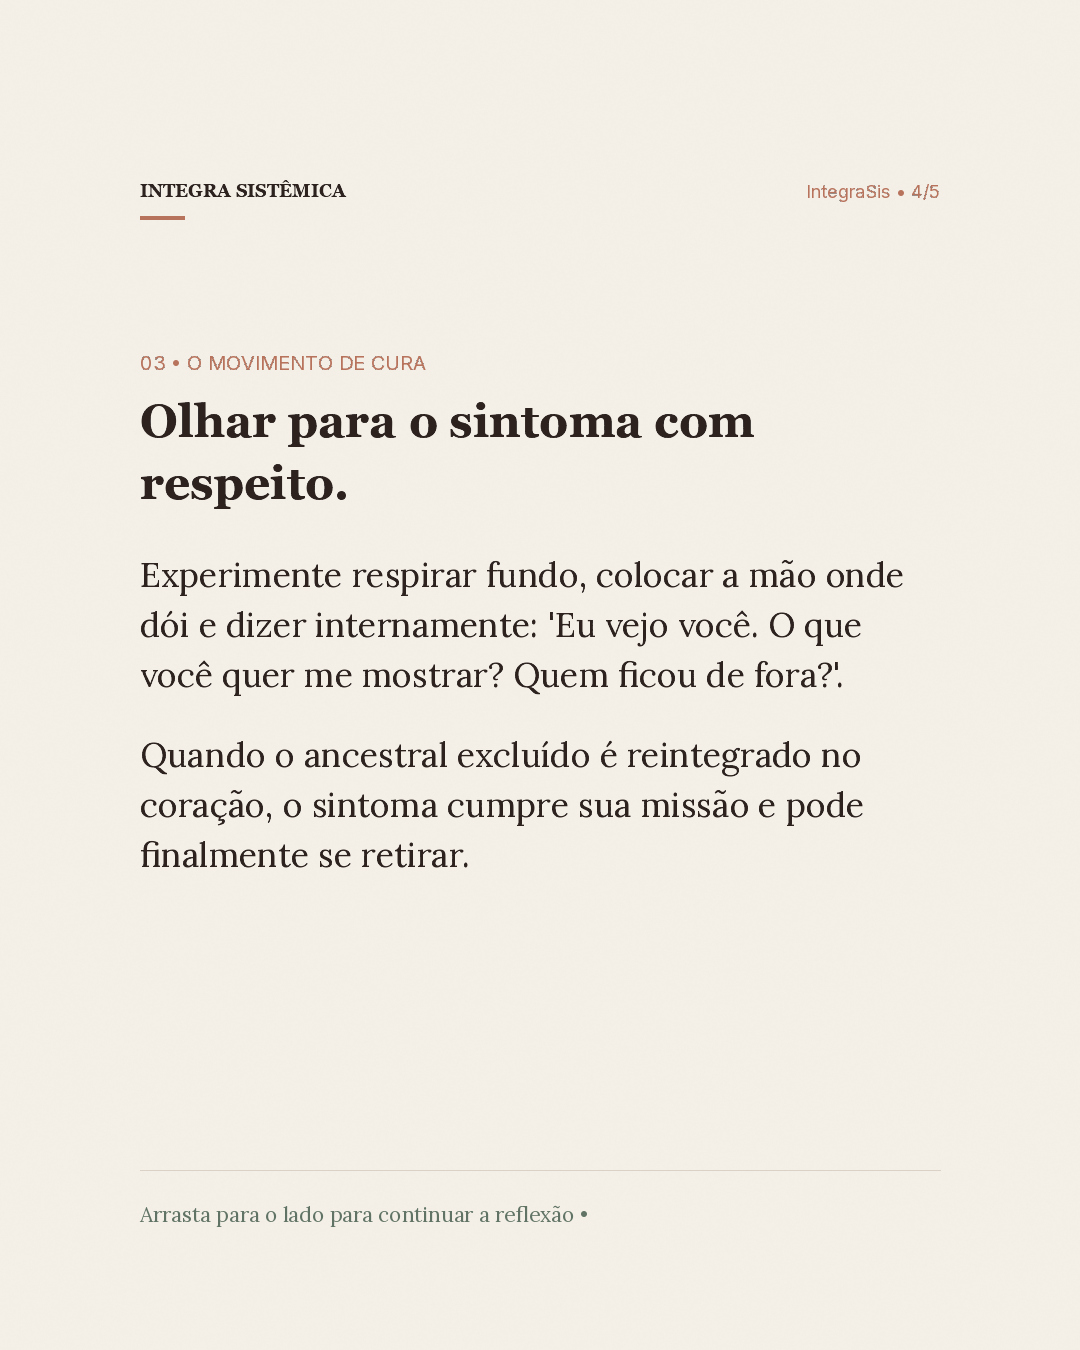 INTEGRA SISTÊMICA
IntegraSis • 4/5
03 • O MOVIMENTO DE CURA
Olhar para o sintoma com
respeito.
Experimente respirar fundo, colocar a mão onde
dói e dizer internamente: 'Eu vejo você. O que
você quer me mostrar? Quem ficou de fora?'.
Quando o ancestral excluído é reintegrado no
coração, o sintoma cumpre sua missão e pode
finalmente se retirar.
Arrasta para o lado para continuar a reflexão •